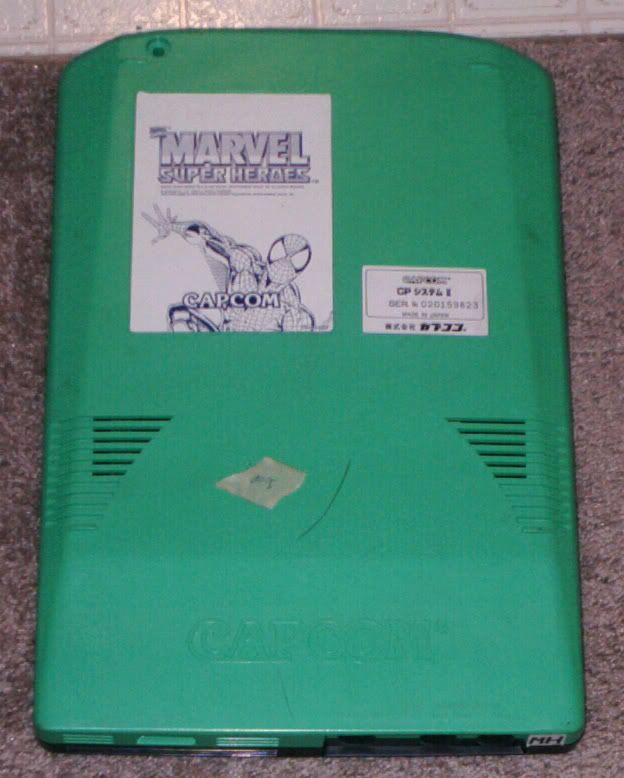 MARVEL
SUPER HEROES
CAPCOM
CAPCOM
CP システム II
SER. № 020159823
MADE IN JAPAN
株式会社 カプコン
CAPCOM
MH